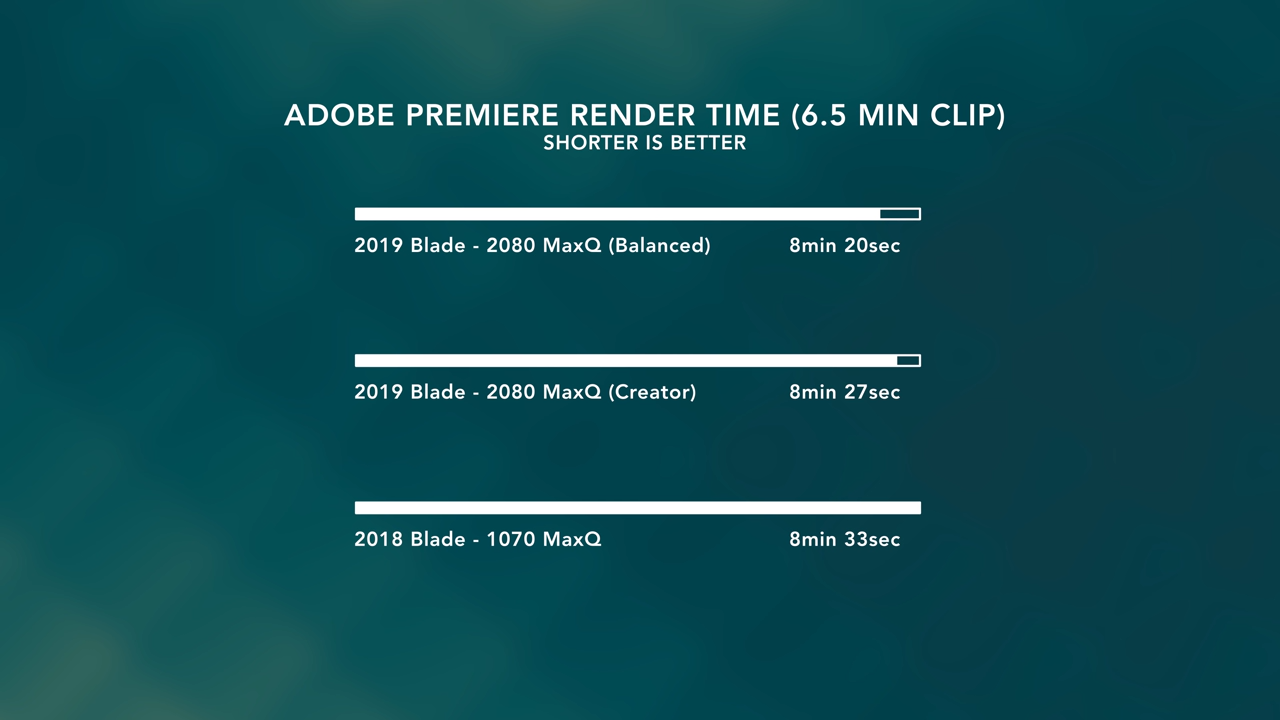 ADOBE PREMIERE RENDER TIME (6.5 MIN CLIP)
SHORTER IS BETTER
2019 Blade - 2080 MaxQ (Balanced) 8min 20sec
2019 Blade - 2080 MaxQ (Creator) 8min 27sec
2018 Blade - 1070 MaxQ 8min 33sec